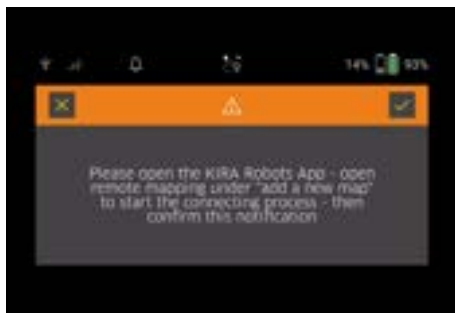 14% 93%
Please open the KIRA Robots App - open
remote mapping under "add a new map"
to start the connecting process - then
confirm this notification